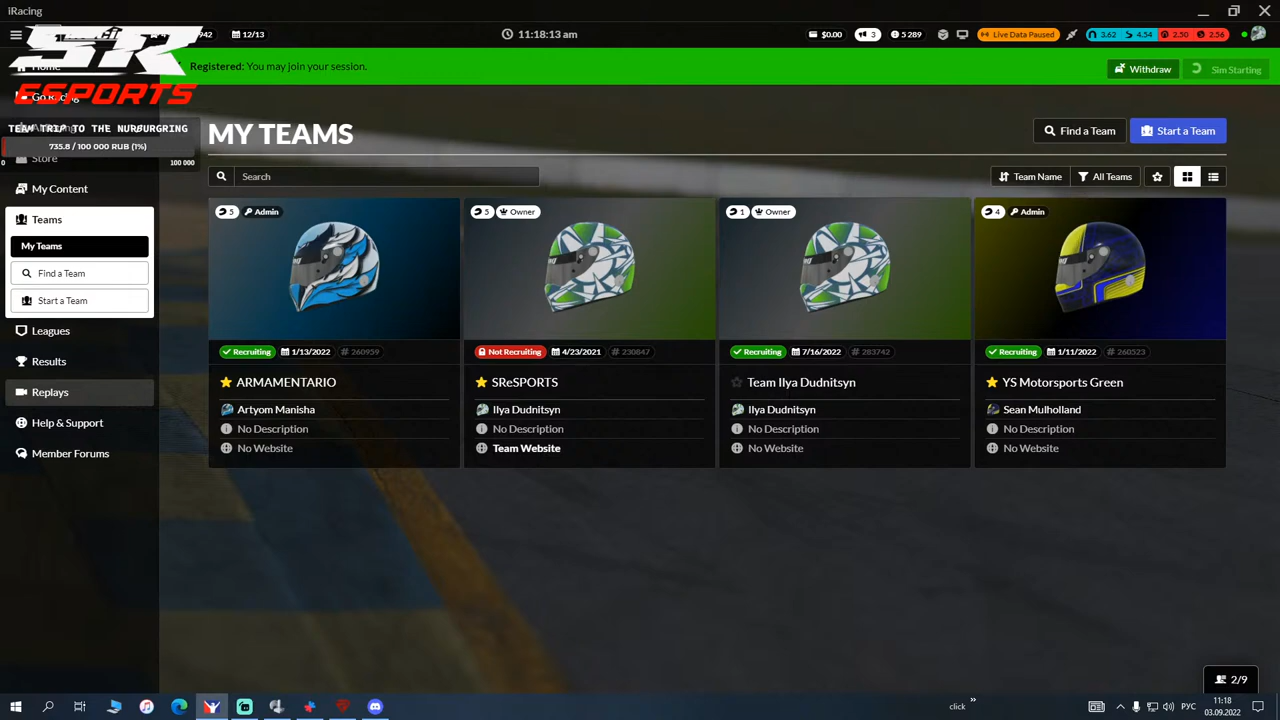 iRacing
942
12/13
11:18:13 am
$0.00
3
5 289
Live Data Paused
3.62
4.54
2.50
2.56
SR
ESPORTS
Home
Registered: You may join your session.
Withdraw
Sim Starting
Go Racing
TEAM TRIP TO THE NURBURGRING
735.8 / 100 000 RUB (1%)
0
100 000
Store
My Content
Teams
My Teams
Find a Team
Start a Team
Leagues
Results
Replays
Help & Support
Member Forums
MY TEAMS
Find a Team
Start a Team
Search
Team Name
All Teams
5
Admin
Recruiting
1/13/2022
# 260959
ARMAMENTARIO
Artyom Manisha
No Description
No Website
5
Owner
Not Recruiting
4/23/2021
# 230847
SReSPORTS
Ilya Dudnitsyn
No Description
Team Website
1
Owner
Recruiting
7/16/2022
# 283742
Team Ilya Dudnitsyn
Ilya Dudnitsyn
No Description
No Website
4
Admin
Recruiting
1/11/2022
# 260523
YS Motorsports Green
Sean Mulholland
No Description
No Website
2/9
click
»
РУС
11:18
03.09.2022